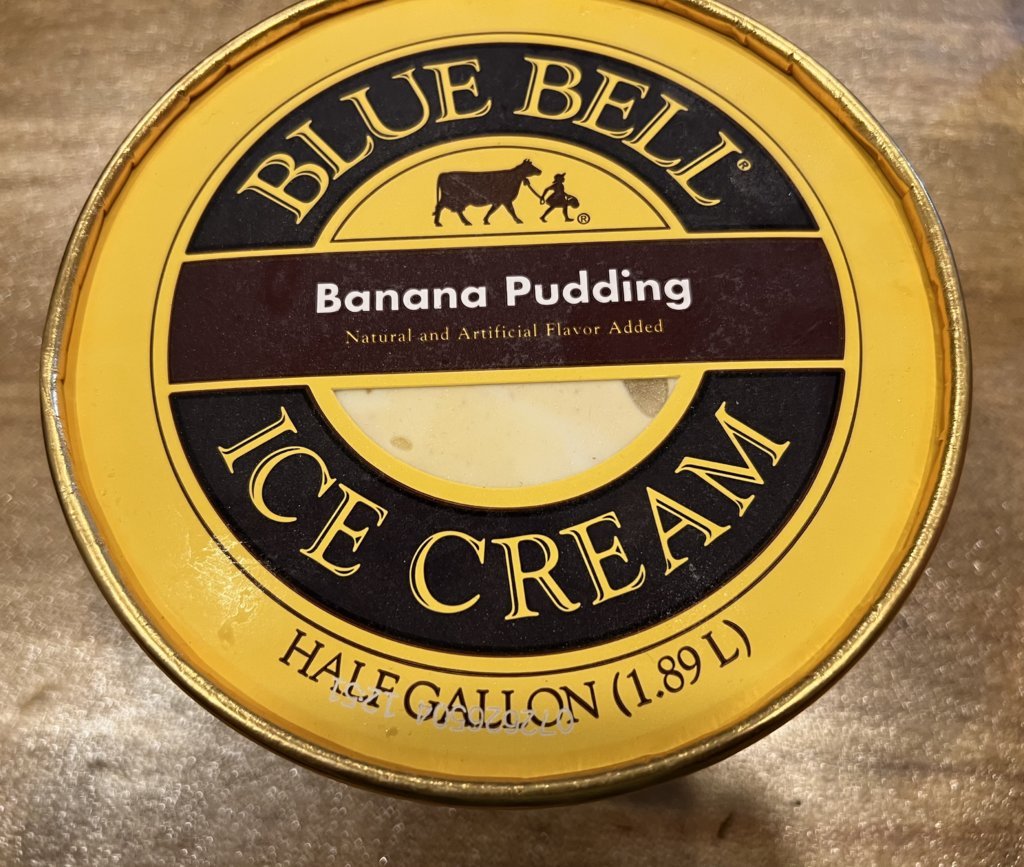 BLUE BELL®
®
Banana Pudding
Natural and Artificial Flavor Added
ICE CREAM
HALF GALLON (1.89 L)